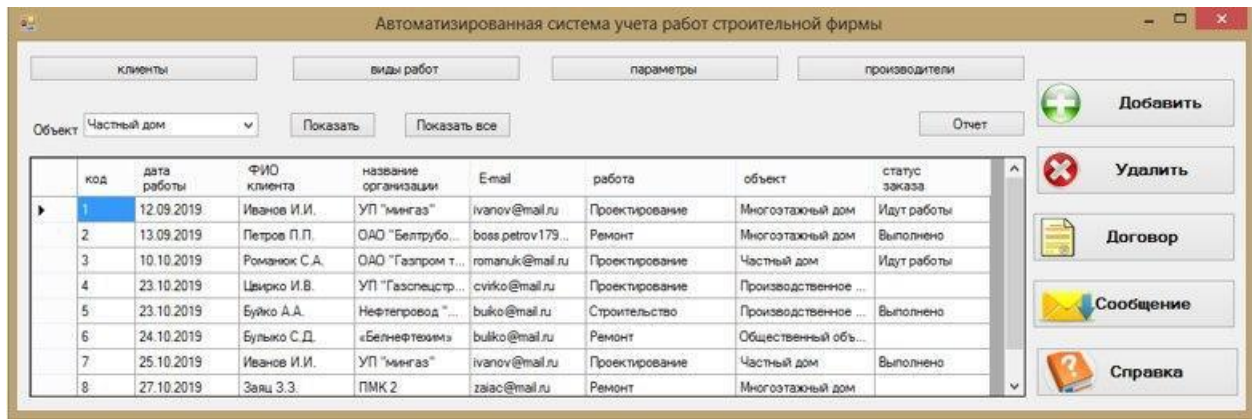 Автоматизированная система учета работ строительной фирмы
клиенты виды работ параметры производители
Добавить
Объект Частный дом Показать Показать все Отчет
код дата работы ФИО клиента название организации E-mail работа объект статус заказа
Удалить
1 12.09.2019 Иванов И.И. УП "мингаз" ivanov@mail.ru Проектирование Многоэтажный дом Идут работы
2 13.09.2019 Петров П.П. ОАО "Белтрубо... boss.petrov179... Ремонт Многоэтажный дом Выполнено
Договор
3 10.10.2019 Романюк С.А. ОАО "Газпром т... romanuk@mail.ru Проектирование Частный дом Идут работы
4 23.10.2019 Цвирко И.В. УП "Газспецстр... cvirko@mail.ru Проектирование Производственное ...
5 23.10.2019 Буйко А.А. Нефтепровод "... buiko@mail.ru Строительство Производственное ... Выполнено
Сообщение
6 24.10.2019 Булыко С.Д. «Белнефтехим» buliko@mail.ru Ремонт Общественный объ...
7 25.10.2019 Иванов И.И. УП "мингаз" ivanov@mail.ru Проектирование Частный дом Выполнено
Справка
8 27.10.2019 Заяц З.З. ПМК 2 zaiac@mail.ru Ремонт Многоэтажный дом